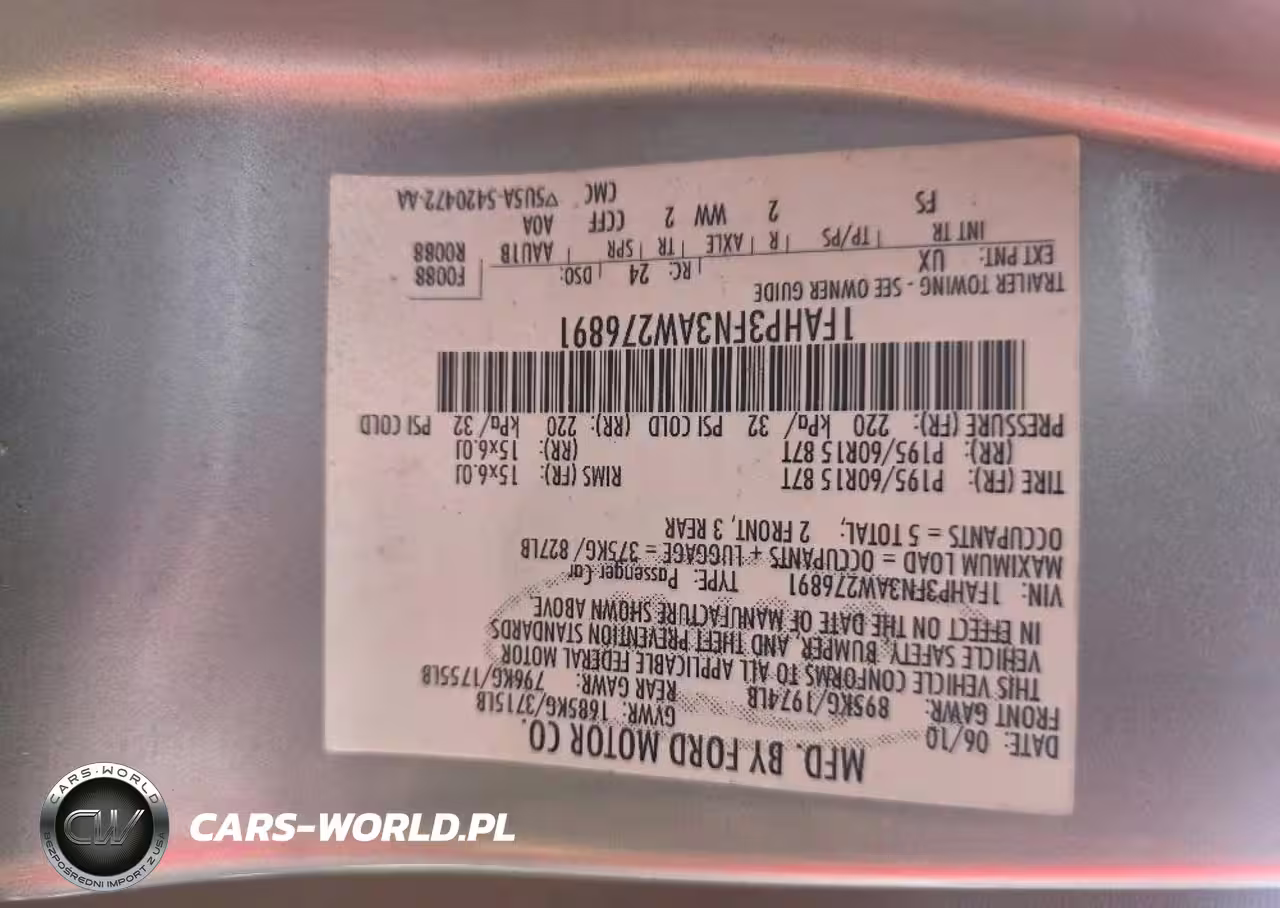 MFD. BY FORD MOTOR CO.
DATE: 06/10 GVWR: 1685KG/3715LB
FRONT GAWR: 895KG/1974LB REAR GAWR: 796KG/1755LB
THIS VEHICLE CONFORMS TO ALL APPLICABLE FEDERAL MOTOR
VEHICLE SAFETY, BUMPER, AND THEFT PREVENTION STANDARDS
IN EFFECT ON THE DATE OF MANUFACTURE SHOWN ABOVE
VIN: 1FAHP3FN3AW276891 TYPE: Passenger Car
MAXIMUM LOAD = OCCUPANTS + LUGGAGE = 375KG/ 827LB
OCCUPANTS = 5 TOTAL; 2 FRONT, 3 REAR
TIRE (FR): P195/60R15 87T RIMS (FR): 15x6.0J
(RR): P195/60R15 87T (RR): 15x6.0J
PRESSURE (FR): 220 kPa/ 32 PSI COLD (RR): 220 kPa/ 32 PSI COLD
1FAHP3FN3AW276891
TRAILER TOWING - SEE OWNER GUIDE
EXT PNT: UX RC: 24 DSO: F0088
INT TR TP/PS R AXLE TR SPR AAU1B R0088
FS 2 WW 2 CCFF A0A
CMC ▽5U5A-5420472-AA
CARS-WORLD
CW
BEZPOŚREDNI IMPORT Z USA
CARS-WORLD.PL